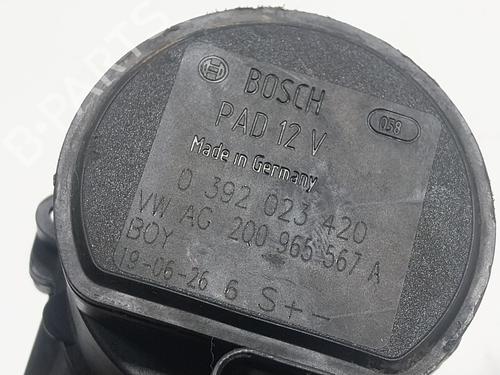 BOSCH
PAD 12 V
058
Made in Germany
0 392 023 420
VW AG 2Q0 965 567 A
BOY
19-06-26 6 S+-
B-PARTS